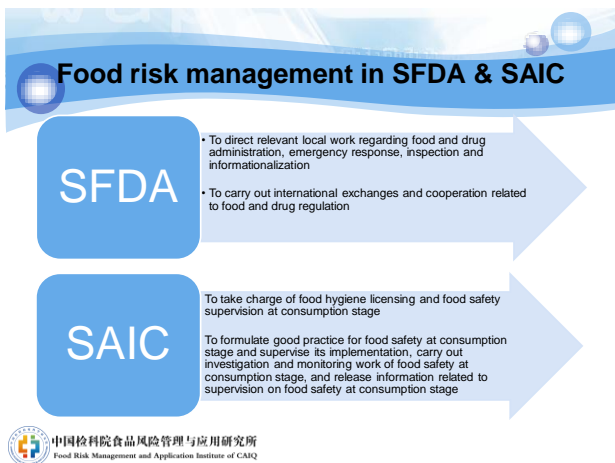 Food risk management in SFDA & SAIC
SFDA
• To direct relevant local work regarding food and drug
administration, emergency response, inspection and
informationalization
• To carry out international exchanges and cooperation related
to food and drug regulation
SAIC
To take charge of food hygiene licensing and food safety
supervision at consumption stage
To formulate good practice for food safety at consumption
stage and supervise its implementation, carry out
investigation and monitoring work of food safety at
consumption stage, and release information related to
supervision on food safety at consumption stage
中国检科院食品风险管理与应用研究所
Food Risk Management and Application Institute of CAIQ